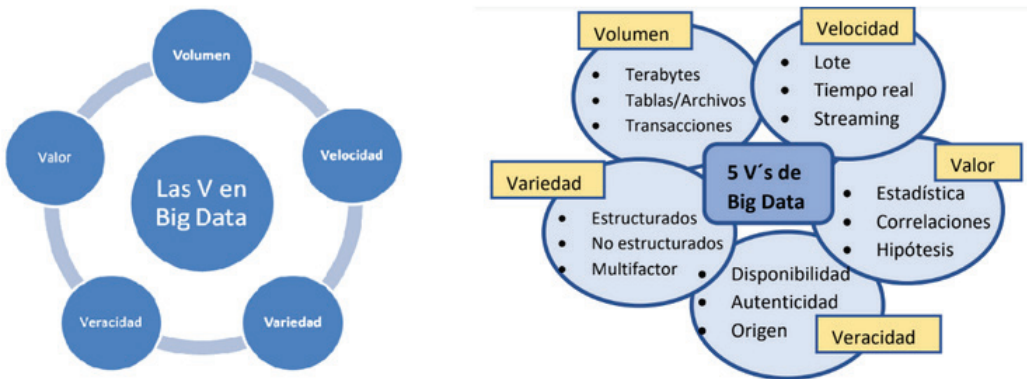 Volumen
Velocidad
Variedad
Veracidad
Valor
Las V en
Big Data
Volumen
Terabytes
Tablas/Archivos
Transacciones
Velocidad
Lote
Tiempo real
Streaming
Valor
Estadística
Correlaciones
Hipótesis
Veracidad
Disponibilidad
Autenticidad
Origen
Variedad
Estructurados
No estructurados
Multifactor
5 V´s de
Big Data